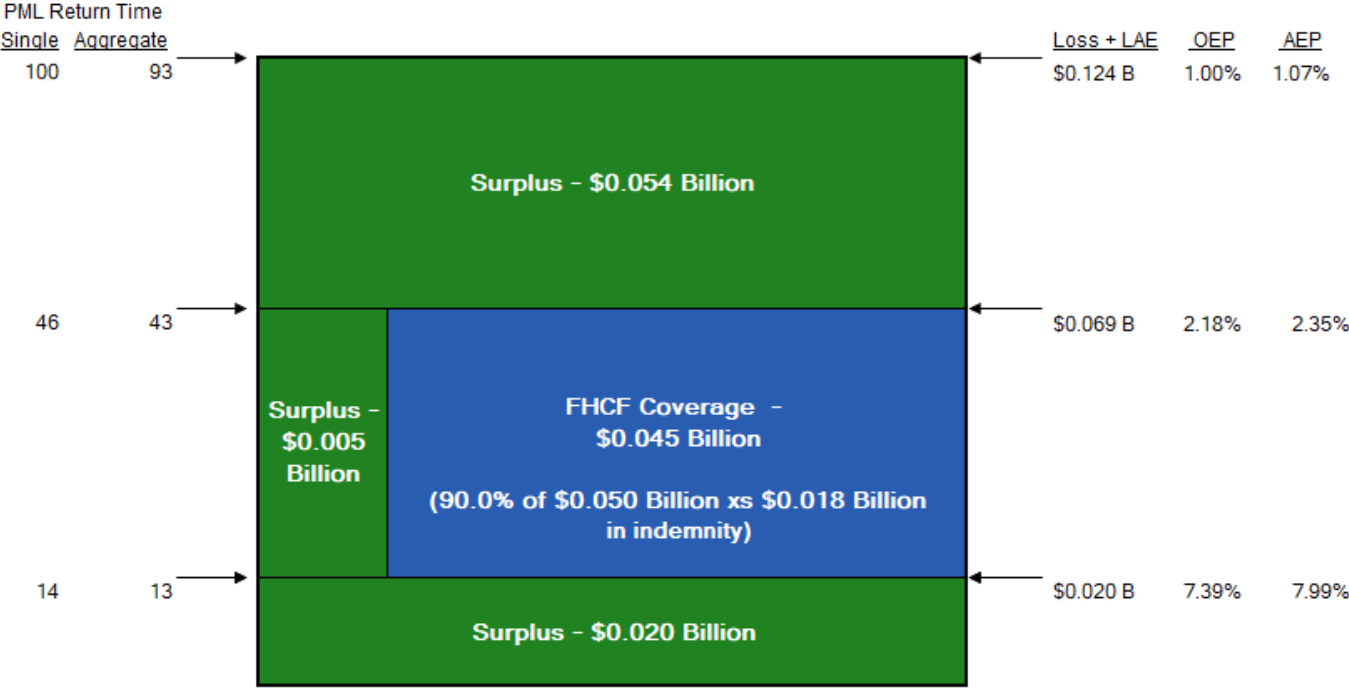 PML Return Time
Single Aggregate Loss + LAE OEP AEP
100 93 $0.124 B 1.00% 1.07%
Surplus - $0.054 Billion
46 43 $0.069 B 2.18% 2.35%
Surplus -
$0.005
Billion
FHCF Coverage -
$0.045 Billion
(90.0% of $0.050 Billion xs $0.018 Billion
in indemnity)
14 13 $0.020 B 7.39% 7.99%
Surplus - $0.020 Billion